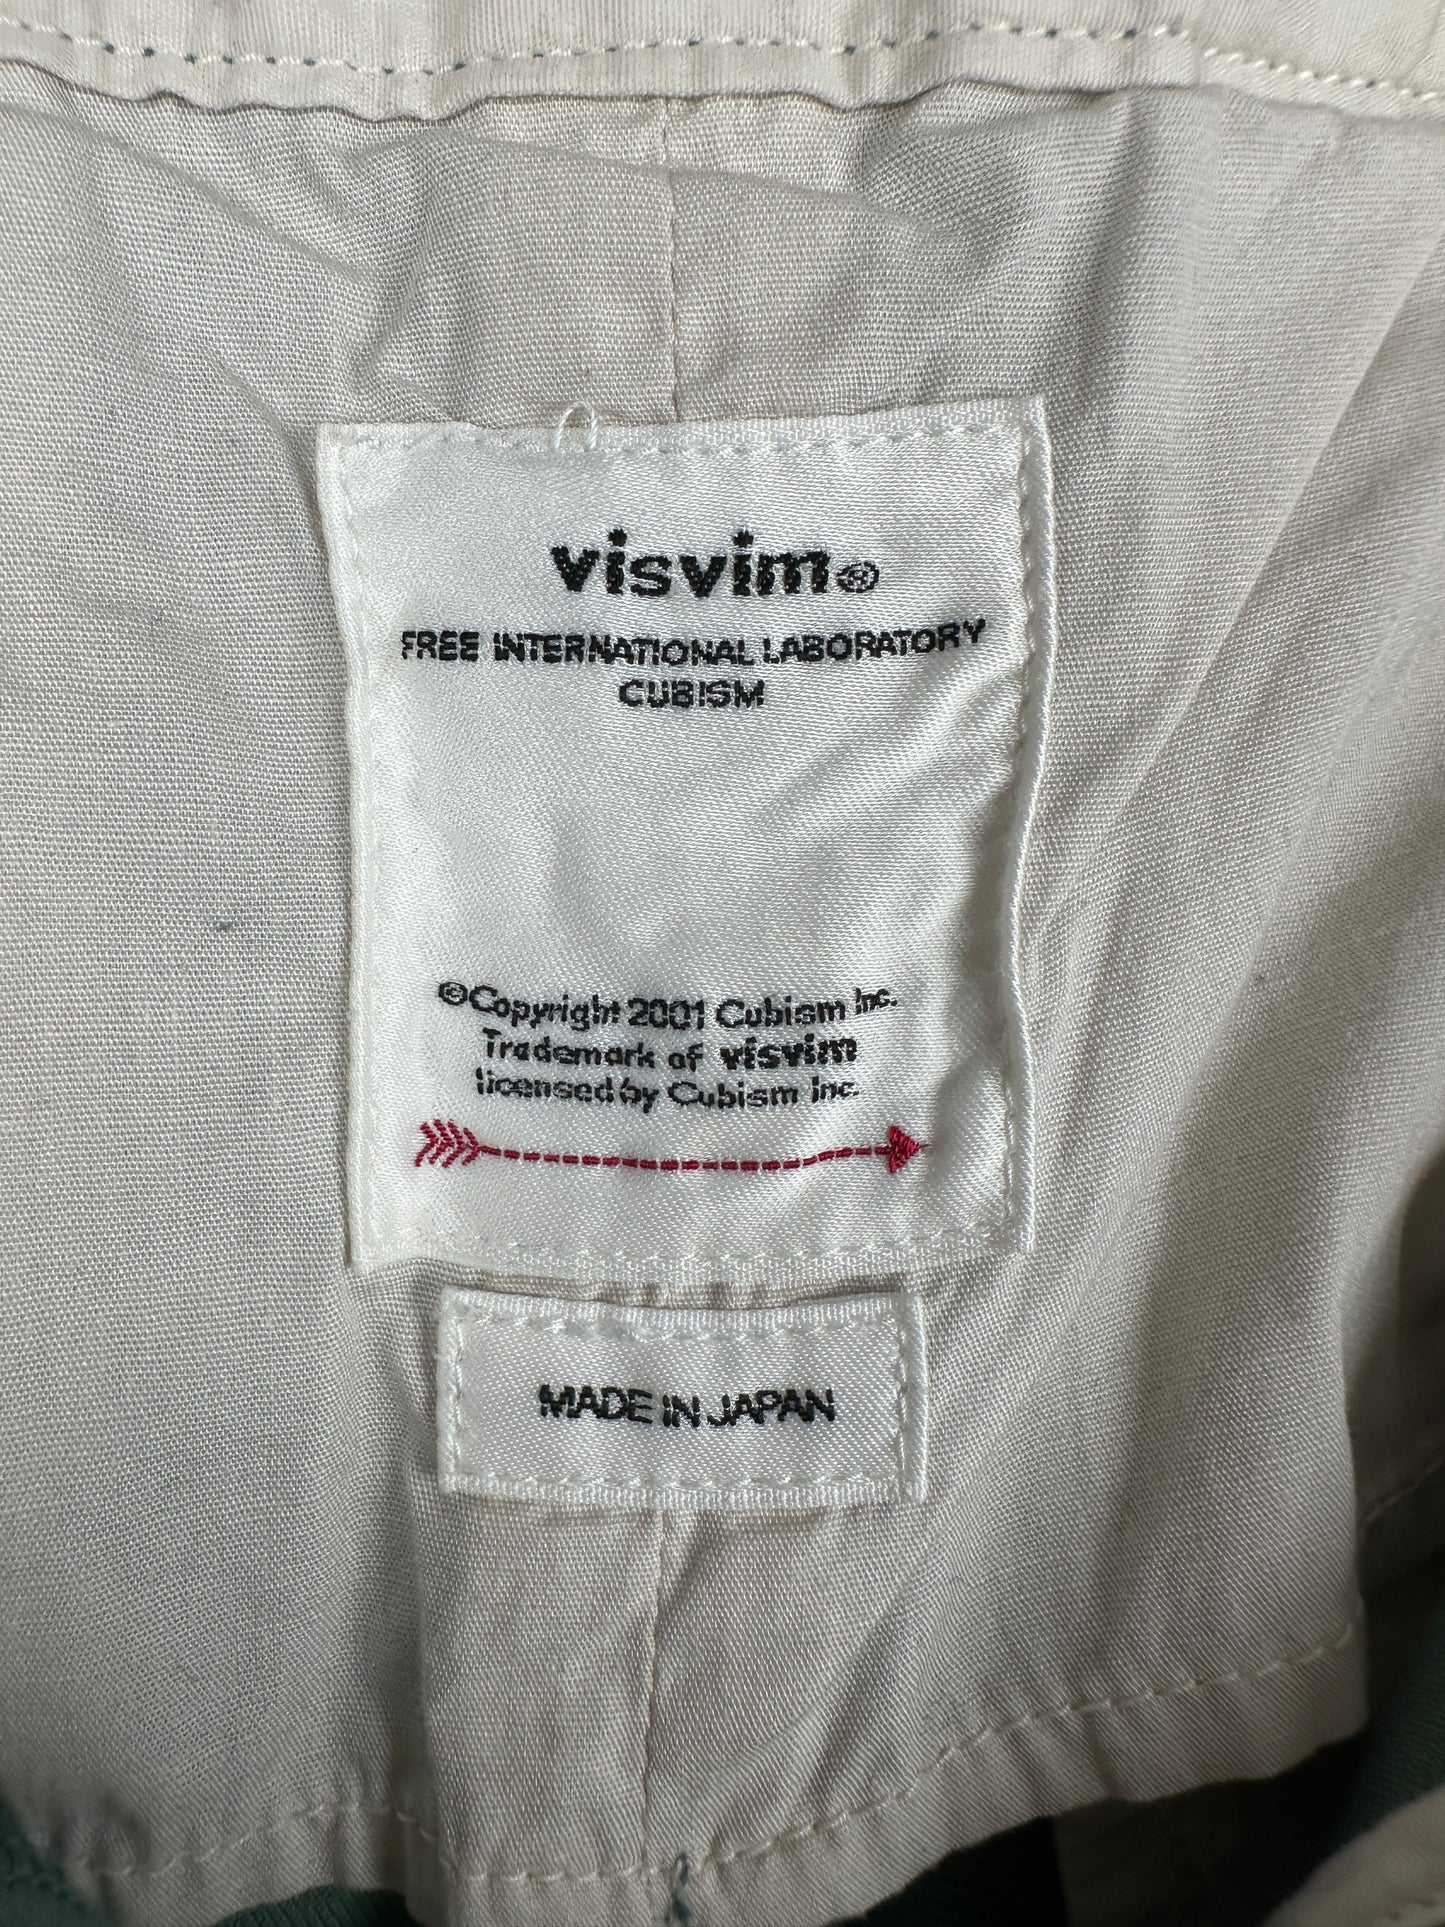 visvim®
FREE INTERNATIONAL LABORATORY
CUBISM
©Copyright 2001 Cubism Inc.
Trademark of visvim
licensed by Cubism Inc.
MADE IN JAPAN